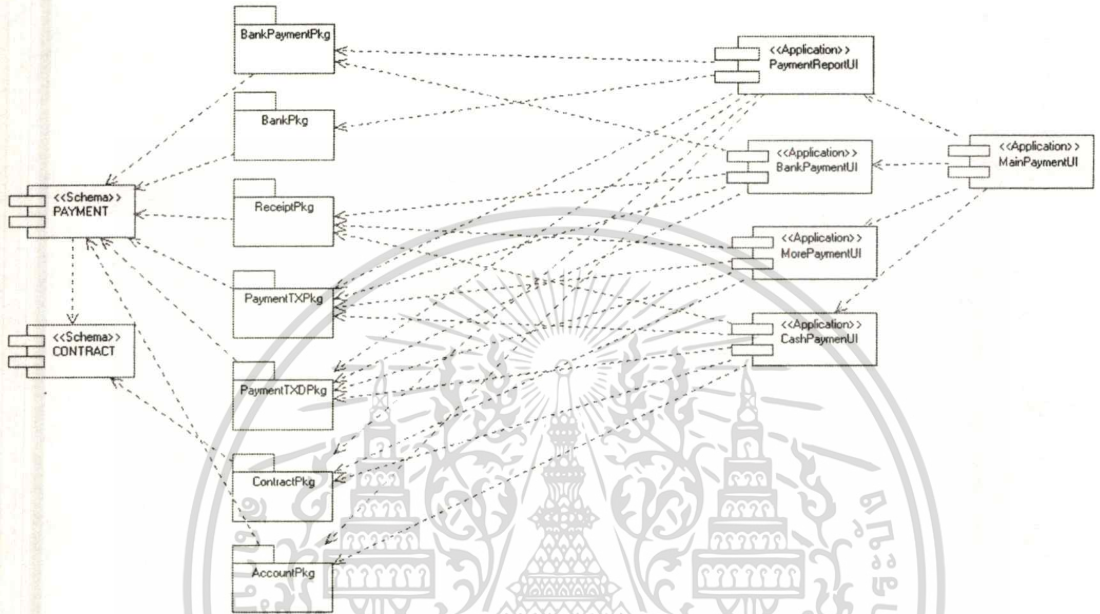 BankPaymentPkg
BankPkg
ReceiptPkg
PaymentTXPkg
PaymentTXDPkg
ContractPkg
AccountPkg
<<Schema>>
PAYMENT
<<Schema>>
CONTRACT
<<Application>>
PaymentReportUI
<<Application>>
BankPaymentUI
<<Application>>
MorePaymentUI
<<Application>>
CashPaymenUI
<<Application>>
MainPaymentUI